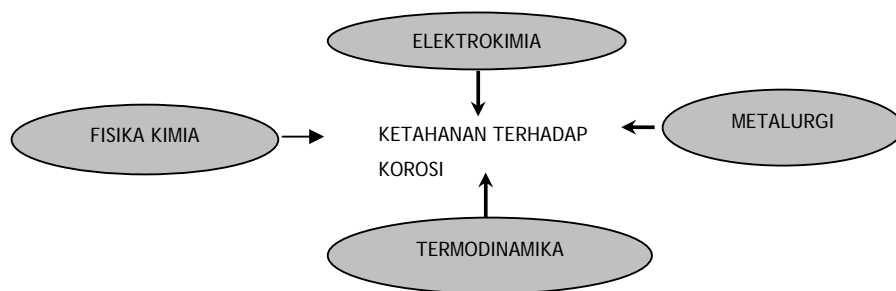 ELEKTROKIMIA
FISIKA KIMIA
KETAHANAN TERHADAP
KOROSI
METALURGI
TERMODINAMIKA